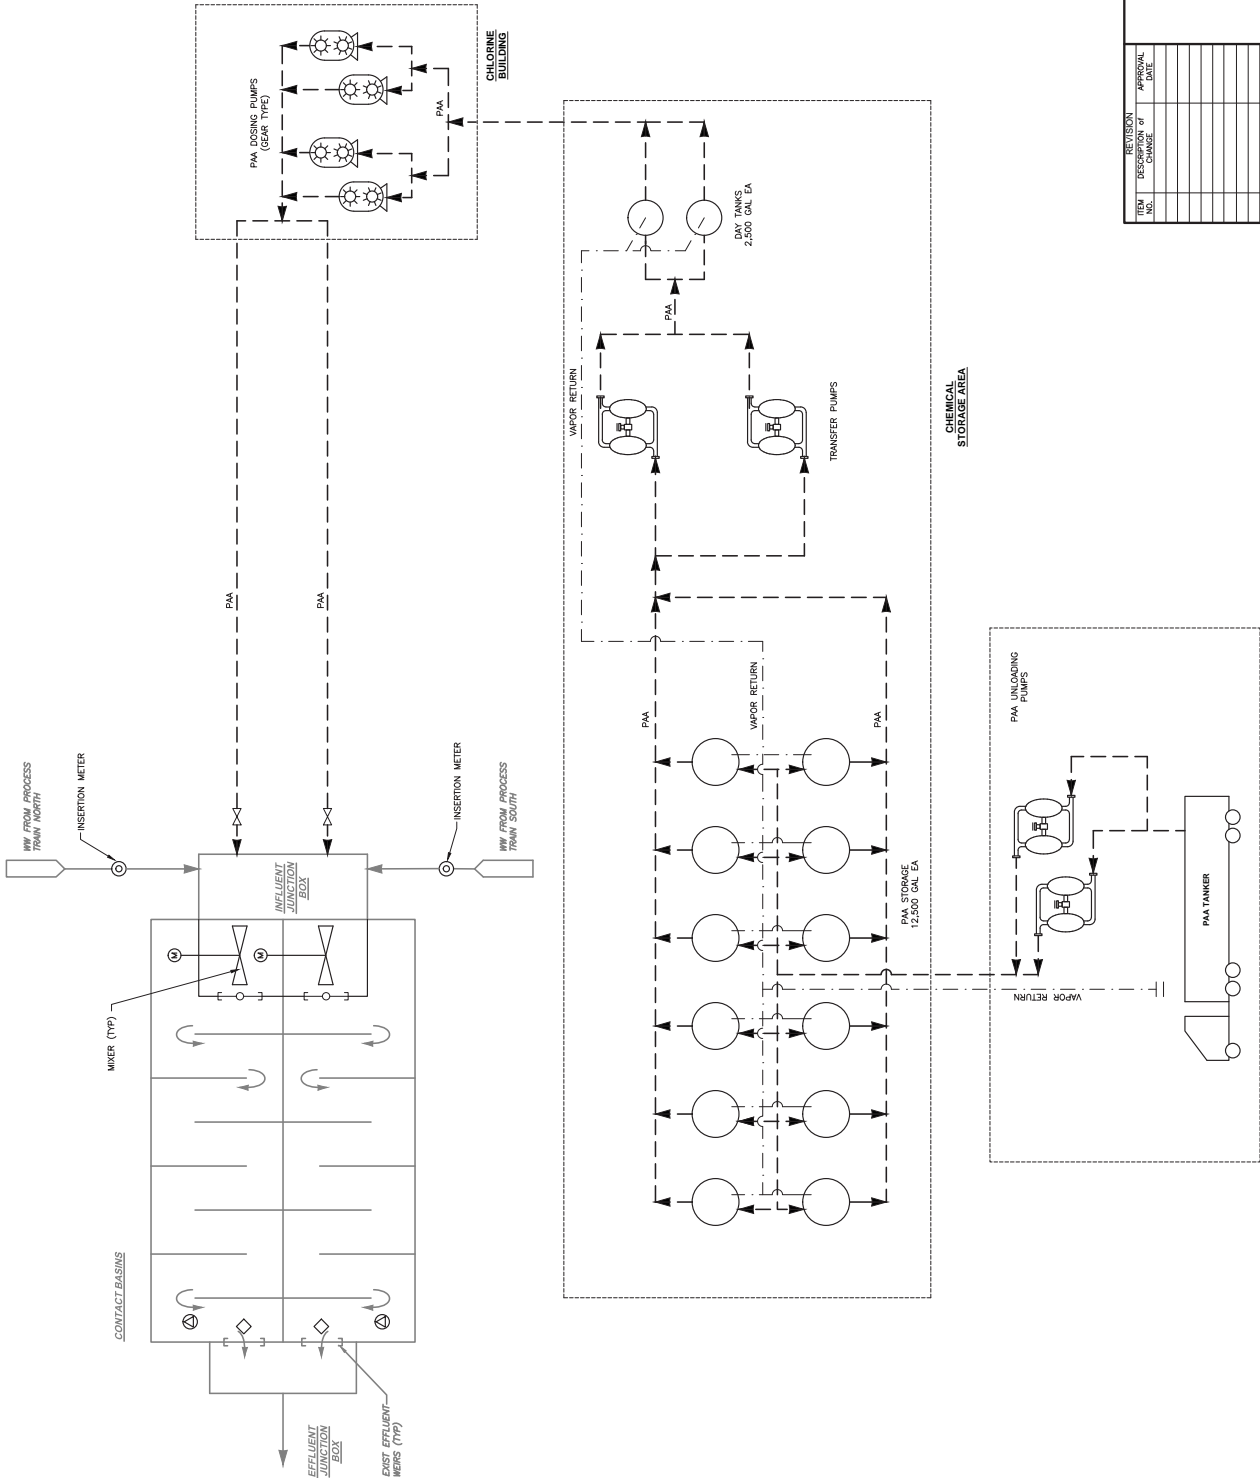 WW FROM PROCESS
TRAIN NORTH
INSERTION METER
INFLUENT
JUNCTION
BOX
INSERTION METER
WW FROM PROCESS
TRAIN SOUTH
M
M
MIXER (TYP)
CONTACT BASINS
EFFLUENT
JUNCTION
BOX
EXIST EFFLUENT
WEIRS (TYP)
PAA
PAA
PAA DOSING PUMPS
(GEAR TYPE)
PAA
CHLORINE
BUILDING
DAY TANKS
2,500 GAL EA
PAA
VAPOR RETURN
TRANSFER PUMPS
CHEMICAL
STORAGE AREA
PAA
VAPOR RETURN
PAA
PAA STORAGE
12,500 GAL EA
PAA UNLOADING
PUMPS
VAPOR RETURN
PAA TANKER
REVISION
ITEM
NO.
DESCRIPTION of
CHANGE
APPROVAL
DATE